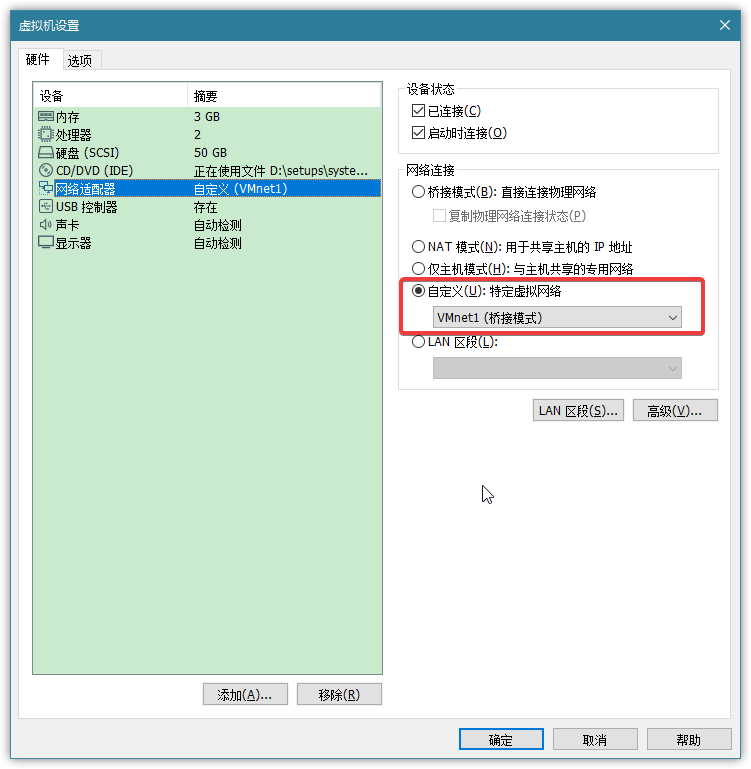 虚拟机设置
硬件 选项
设备 摘要
内存 3 GB
处理器 2
硬盘 (SCSI) 50 GB
CD/DVD (IDE) 正在使用文件 D:\setups\syste...
网络适配器 自定义 (VMnet1)
USB 控制器 存在
声卡 自动检测
显示器 自动检测
添加(A)... 移除(R)
设备状态
已连接(C)
启动时连接(O)
网络连接
桥接模式(B): 直接连接物理网络
复制物理网络连接状态(P)
NAT 模式(N): 用于共享主机的 IP 地址
仅主机模式(H): 与主机共享的专用网络
自定义(U): 特定虚拟网络
VMnet1 (桥接模式)
LAN 区段(L):
LAN 区段(S)... 高级(V)...
确定 取消 帮助